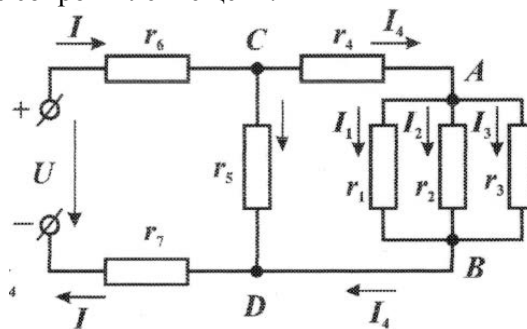 I r₆ C r₄ I₄ A
+
U r₅ I₁ I₂ I₃
r₁ r₂ r₃
−
r₇ B
4 I D I₄